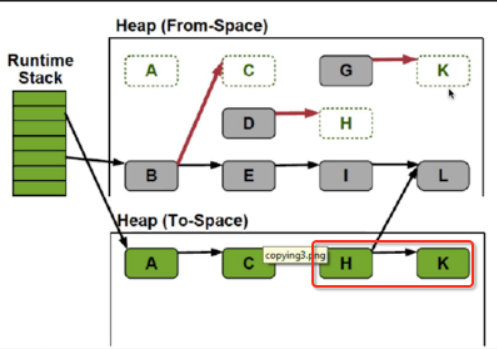 Heap (From-Space)
Runtime
Stack
A
C
G
K
D
H
B
E
I
L
Heap (To-Space)
A
C
copying3.png
H
K